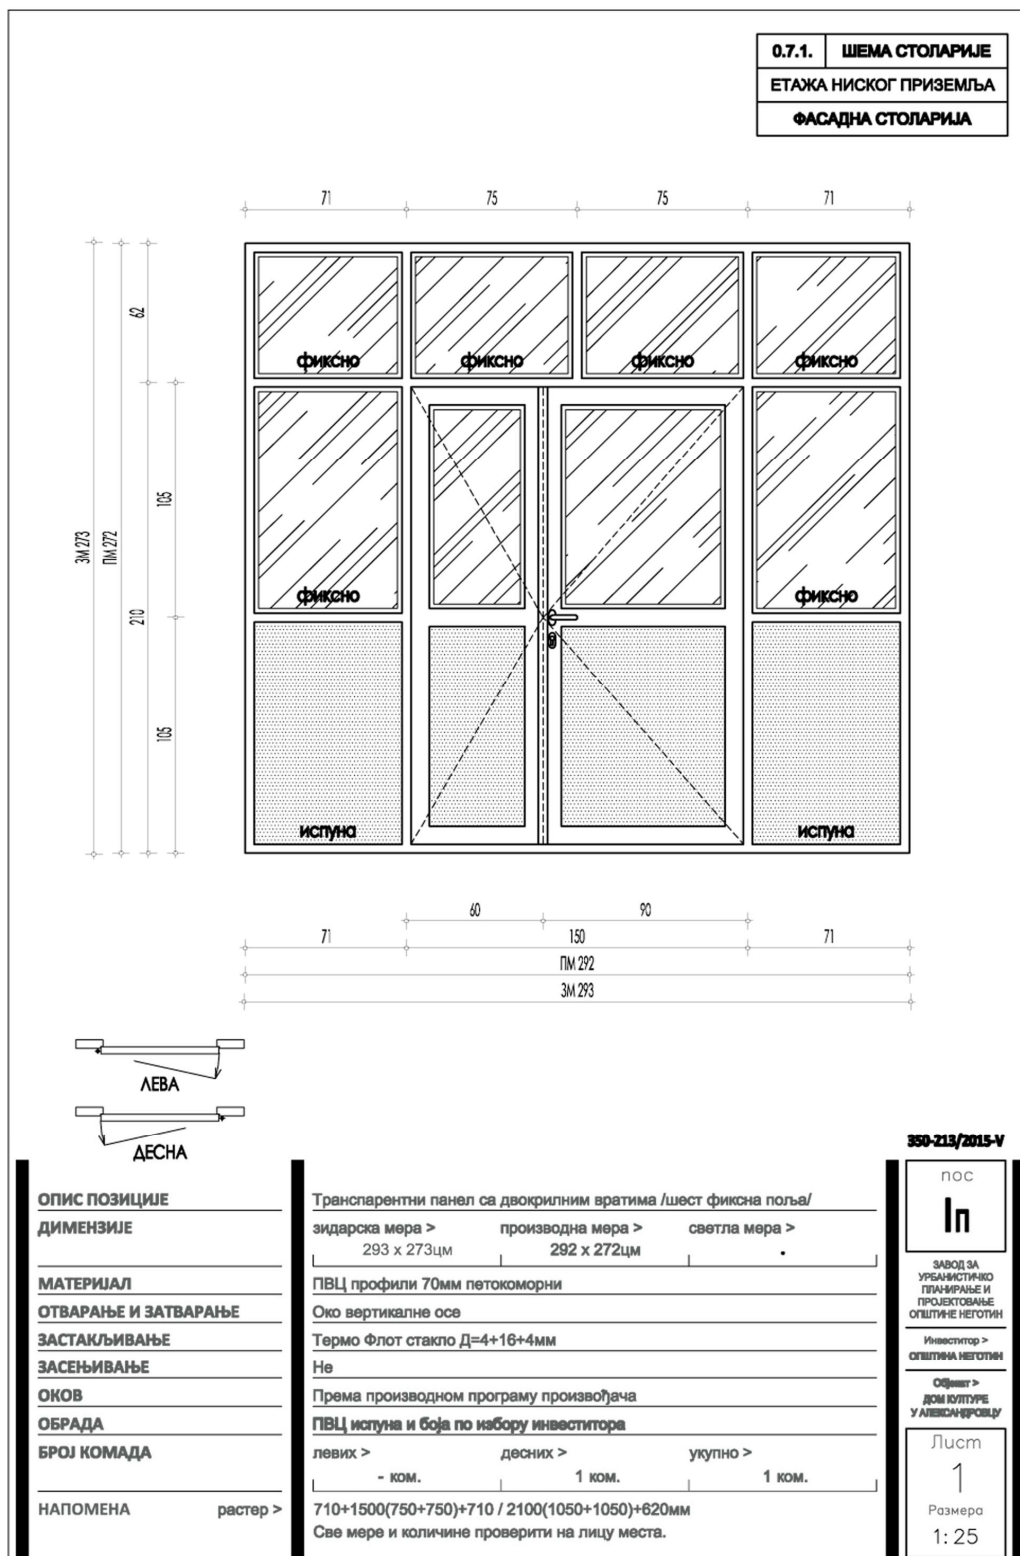 0.7.1. ШЕМА СТОЛАРИЈЕ
ЕТАЖА НИСКОГ ПРИЗЕМЉА
ФАСАДНА СТОЛАРИЈА
71 75 75 71
62
105
ЗМ 273
ПМ 272
210
105
фиксно фиксно фиксно фиксно
фиксно фиксно
испуна испуна
60 90
71 150 71
ПМ 292
ЗМ 293
ЛЕВА
ДЕСНА
350-213/2015-V
пос
In
ЗАВОД ЗА
УРБАНИСТИЧКО
ПЛАНИРАЊЕ И
ПРОЈЕКТОВАЊЕ
ОПШТИНЕ НЕГОТИН
Инвеститор >
ОПШТИНА НЕГОТИН
Објекат >
ДОМ КУЛТУРЕ
У АЛЕКСАНДРОВЦУ
Лист
1
Размера
1:25
ОПИС ПОЗИЦИЈЕ Транспарентни панел са двокрилним вратима /шест фиксна поља/
ДИМЕНЗИЈЕ зидарска мера > производна мера > светла мера >
293 x 273цм 292 x 272цм .
МАТЕРИЈАЛ ПВЦ профили 70мм петокоморни
ОТВАРАЊЕ И ЗАТВАРАЊЕ Око вертикалне осе
ЗАСТАКЉИВАЊЕ Термо Флот стакло Д=4+16+4мм
ЗАСЕЊИВАЊЕ Не
ОКОВ Према производном програму произвођача
ОБРАДА ПВЦ испуна и боја по избору инвеститора
БРОЈ КОМАДА левих > десних > укупно >
- ком. 1 ком. 1 ком.
НАПОМЕНА растер > 710+1500(750+750)+710 / 2100(1050+1050)+620мм
Све мере и количине проверити на лицу места.